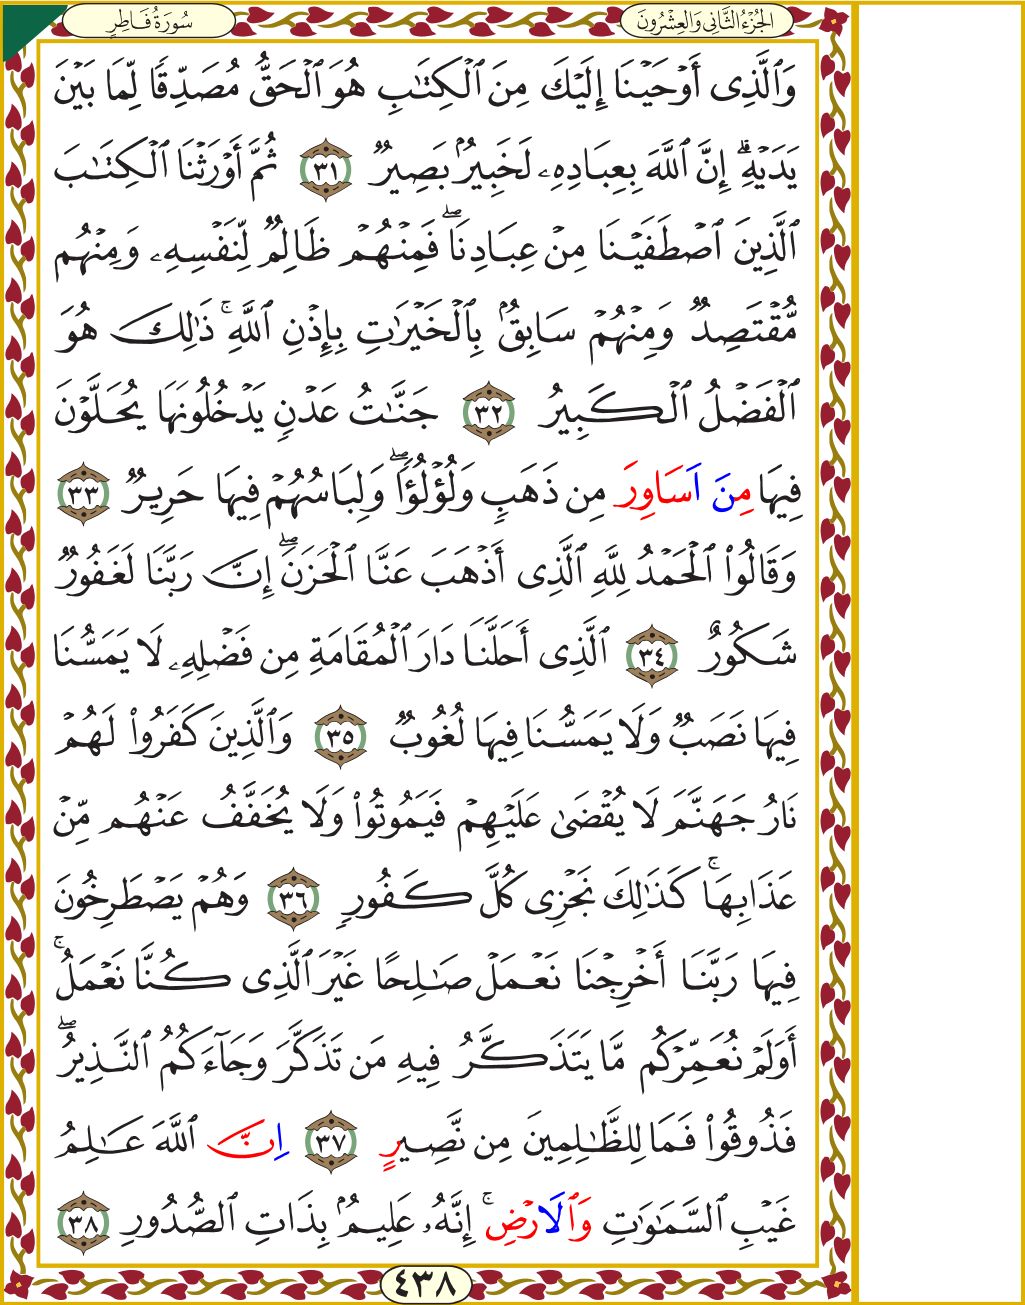 الجُزْءُ الثَّانِي وَالعِشْرُونَ
سُورَةُ فَاطِرٍ
وَٱلَّذِىٓ أَوۡحَيۡنَآ إِلَيۡكَ مِنَ ٱلۡكِتَٰبِ هُوَ ٱلۡحَقُّ مُصَدِّقٗا لِّمَا بَيۡنَ
يَدَيۡهِۗ إِنَّ ٱللَّهَ بِعِبَادِهِۦ لَخَبِيرُۢ بَصِيرٞ ٣١ ثُمَّ أَوۡرَثۡنَا ٱلۡكِتَٰبَ
ٱلَّذِينَ ٱصۡطَفَيۡنَا مِنۡ عِبَادِنَاۖ فَمِنۡهُمۡ ظَالِمٞ لِّنَفۡسِهِۦ وَمِنۡهُم
مُّقۡتَصِدٞ وَمِنۡهُمۡ سَابِقُۢ بِٱلۡخَيۡرَٰتِ بِإِذۡنِ ٱللَّهِۚ ذَٰلِكَ هُوَ
ٱلۡفَضۡلُ ٱلۡكَبِيرُ ٣٢ جَنَّٰتُ عَدۡنٖ يَدۡخُلُونَهَا يُحَلَّوۡنَ
فِيهَا مِنَ اَسَاوِرَ مِن ذَهَبٖ وَلُؤۡلُؤٗاۖ وَلِبَاسُهُمۡ فِيهَا حَرِيرٞ ٣٣
وَقَالُواْ ٱلۡحَمۡدُ لِلَّهِ ٱلَّذِىٓ أَذۡهَبَ عَنَّا ٱلۡحَزَنَۖ إِنَّ رَبَّنَا لَغَفُورٞ
شَكُورٌ ٣٤ ٱلَّذِىٓ أَحَلَّنَا دَارَ ٱلۡمُقَامَةِ مِن فَضۡلِهِۦ لَا يَمَسُّنَا
فِيهَا نَصَبٞ وَلَا يَمَسُّنَا فِيهَا لُغُوبٞ ٣٥ وَٱلَّذِينَ كَفَرُواْ لَهُمۡ
نَارُ جَهَنَّمَ لَا يُقۡضَىٰ عَلَيۡهِمۡ فَيَمُوتُواْ وَلَا يُخَفَّفُ عَنۡهُم مِّنۡ
عَذَابِهَاۚ كَذَٰلِكَ نَجۡزِى كُلَّ كَفُورٖ ٣٦ وَهُمۡ يَصۡطَرِخُونَ
فِيهَا رَبَّنَآ أَخۡرِجۡنَا نَعۡمَلۡ صَٰلِحًا غَيۡرَ ٱلَّذِى كُنَّا نَعۡمَلُۚ
أَوَلَمۡ نُعَمِّرۡكُم مَّا يَتَذَكَّرُ فِيهِ مَن تَذَكَّرَ وَجَآءَكُمُ ٱلنَّذِيرُۖ
فَذُوقُواْ فَمَا لِلظَّٰلِمِينَ مِن نَّصِيرٍ ٣٧ اِنَّ ٱللَّهَ عَٰلِمُ
غَيۡبِ ٱلسَّمَٰوَٰتِ وَٱلَارۡضِۚ إِنَّهُۥ عَلِيمُۢ بِذَاتِ ٱلصُّدُورِ ٣٨
٤٣٨